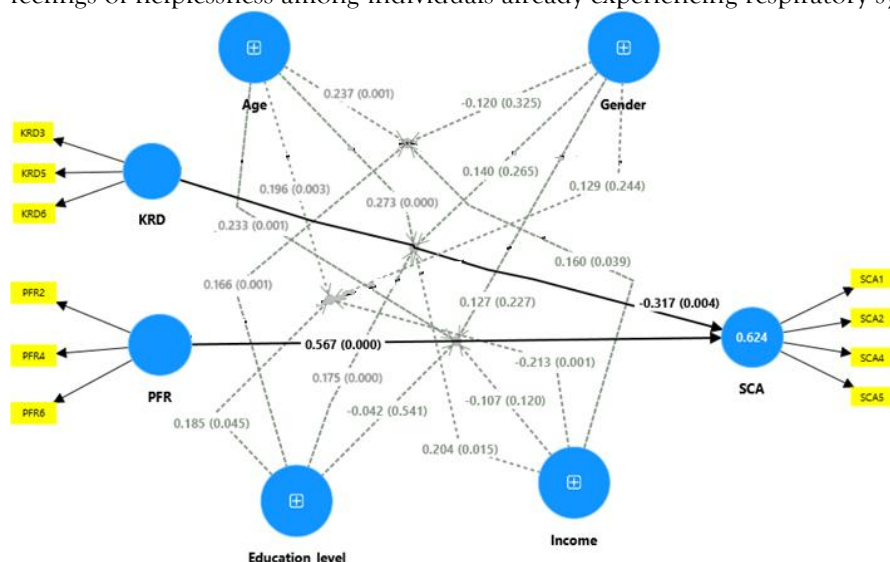 feelings of helplessness among individuals already experiencing respiratory
Age
Gender
0.237 (0.001)
-0.120 (0.325)
KRD3
KRD5
KRD6
KRD
0.140 (0.265)
0.129 (0.244)
0.196 (0.003)
0.273 (0.000)
0.233 (0.001)
0.160 (0.039)
0.166 (0.001)
PFR2
PFR4
PFR6
PFR
0.127 (0.227)
-0.317 (0.004)
SCA1
SCA2
SCA4
SCA5
0.624
SCA
0.567 (0.000)
-0.213 (0.001)
0.175 (0.000)
-0.107 (0.120)
-0.042 (0.541)
0.185 (0.045)
0.204 (0.015)
Education level
Income